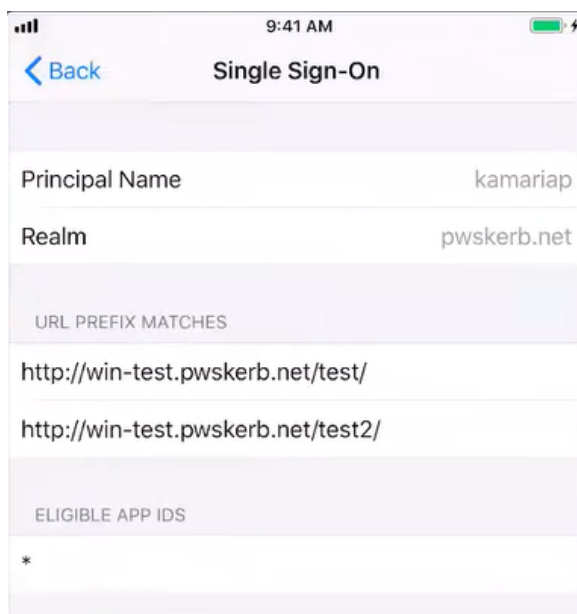 9:41 AM
Back
Single Sign-On
Principal Name kamariap
Realm pwskerb.net
URL PREFIX MATCHES
http://win-test.pwskerb.net/test/
http://win-test.pwskerb.net/test2/
ELIGIBLE APP IDS
*